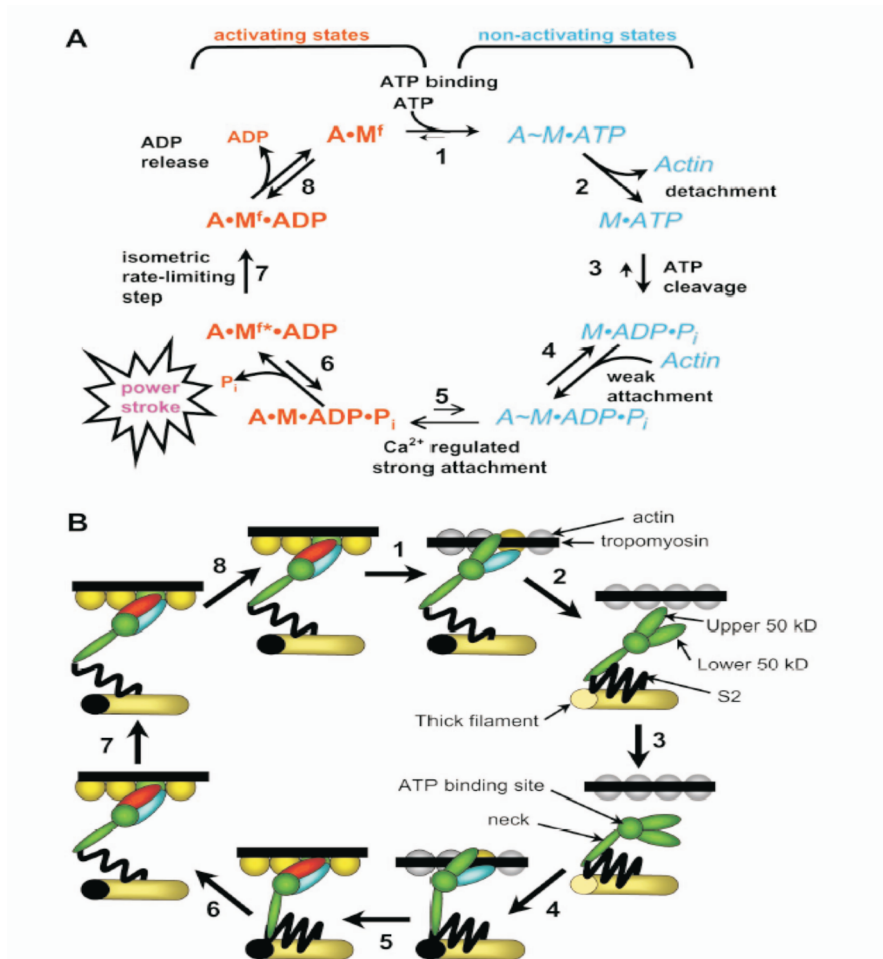 A
activating states
non-activating states
ATP binding
ATP
ADP
release
ADP
A•Mᶠ
1
A~M•ATP
8
2
Actin
detachment
A•Mᶠ•ADP
M•ATP
isometric
rate-limiting
step
7
3
ATP
cleavage
A•Mᶠ*•ADP
M•ADP•Pᵢ
power
stroke
Pᵢ
6
4
Actin
weak
attachment
5
A•M•ADP•Pᵢ
A~M•ADP•Pᵢ
Ca²⁺ regulated
strong attachment
B
actin
tropomyosin
8
1
2
Upper 50 kD
Lower 50 kD
S2
Thick filament
7
3
ATP binding site
neck
6
5
4